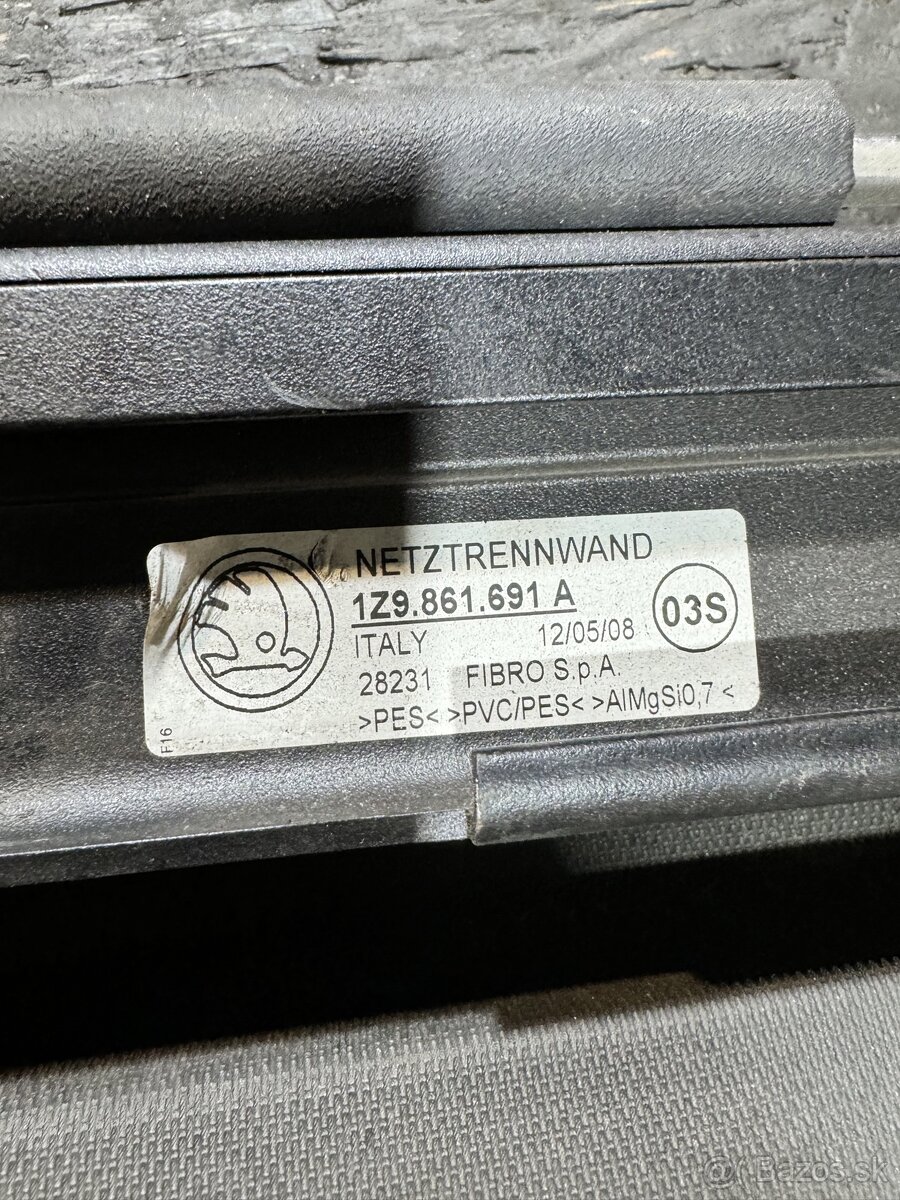 NETZTRENNWAND
1Z9.861.691 A
03S
ITALY 12/05/08
28231 FIBRO S.p.A.
>PES< >PVC/PES< >AlMgSi0,7<
F16
@Bazos.sk